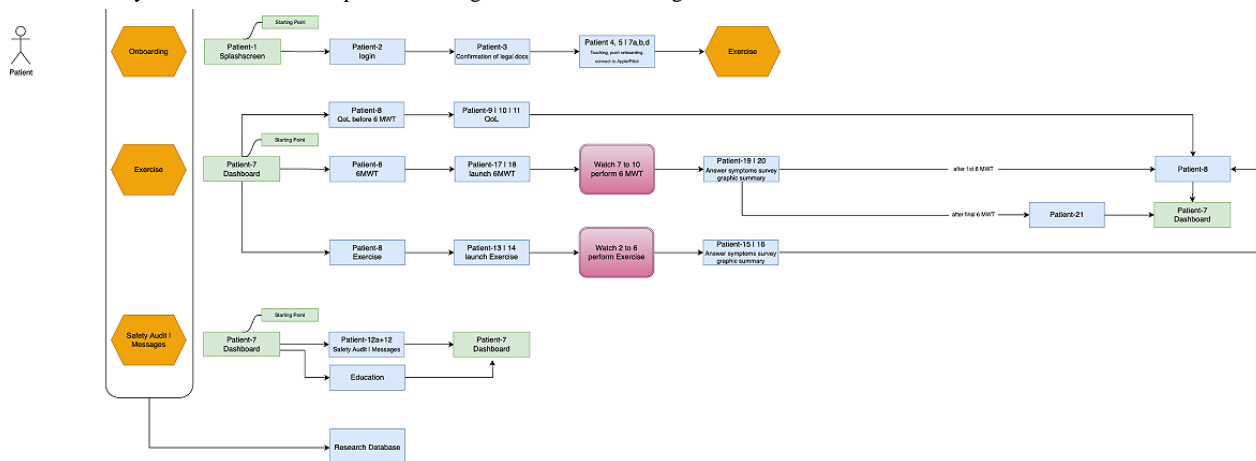 Starting Point
Onboarding
Patient-1
Splashscreen
Patient-2
login
Patient-3
Confirmation of legal docs
Patient 4, 5 I 7a,b,d
Teaching, push onboarding,
connect to
Exercise
Patient
Patient-8
QoL before 6 MWT
Patient-9 I 10 I 11
QoL
Starting Point
Exercise
Patient-7
Dashboard
Patient-8
6MWT
Patient-17 I 18
launch 6MWT
Watch 7 to 10
perform 6 MWT
Patient-19 I 20
Answer symptoms survey
graphic summary
after 1st 6 MWT
Patient-8
after final 6 MWT
Patient-21
Patient-7
Dashboard
Patient-8
Exercise
Patient-13 I 14
launch Exercise
Watch 2 to 6
perform Exercise
Patient-15 I 16
Answer symptoms survey
graphic summary
Starting Point
Safety Audit I
Messages
Patient-7
Dashboard
Patient-12a+12
Safety Audit I Messages
Patient-7
Dashboard
Education
Research Database